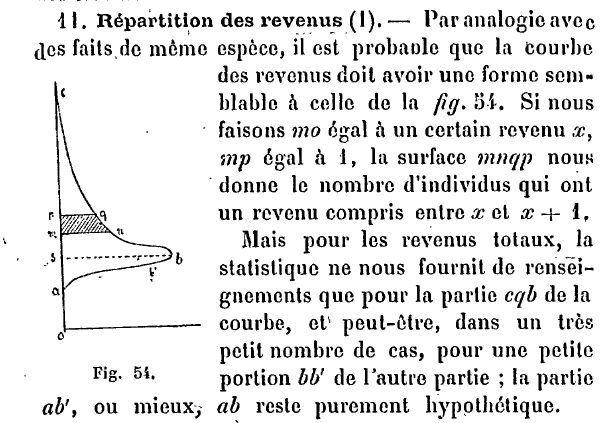 11. Répartition des revenus (1). — Par analogie avec
des faits de même espèce, il est probable que la courbe
des revenus doit avoir une forme sem-
blable à celle de la fig. 54. Si nous
faisons mo égal à un certain revenu x,
mp égal à 1, la surface mnqp nous
donne le nombre d'individus qui ont
un revenu compris entre x et x + 1.
Mais pour les revenus totaux, la
statistique ne nous fournit de rensei-
gnements que pour la partie cqb de la
courbe, et peut-être, dans un très
petit nombre de cas, pour une petite
portion bb' de l'autre partie ; la partie
ab', ou mieux, ab reste purement hypothétique.
c
p
q
m
n
s
b
b'
a
o
Fig. 54.